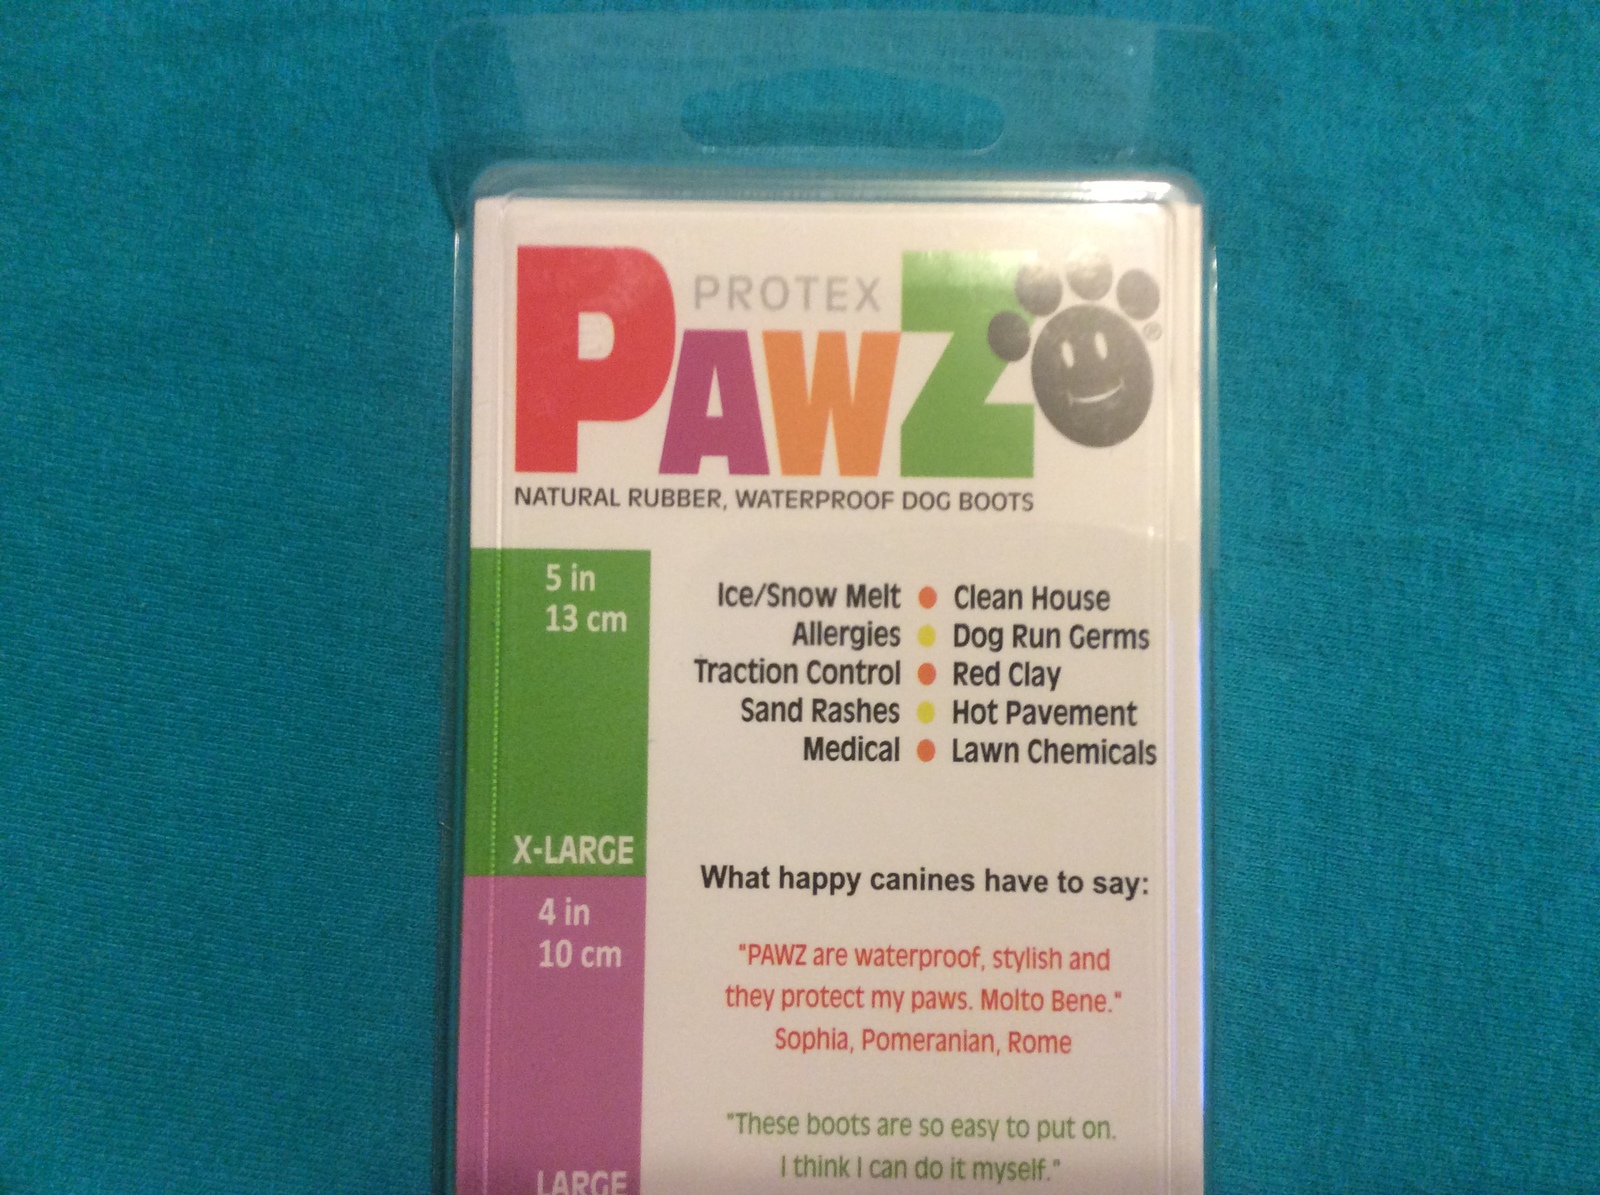 PROTEX
PAWZ®
NATURAL RUBBER, WATERPROOF DOG BOOTS
5 in
13 cm
X-LARGE
4 in
10 cm
LARGE
Ice/Snow Melt ● Clean House
Allergies ● Dog Run Germs
Traction Control ● Red Clay
Sand Rashes ● Hot Pavement
Medical ● Lawn Chemicals
What happy canines have to say:
"PAWZ are waterproof, stylish and
they protect my paws. Molto Bene."
Sophia, Pomeranian, Rome
"These boots are so easy to put on.
I think I can do it myself."